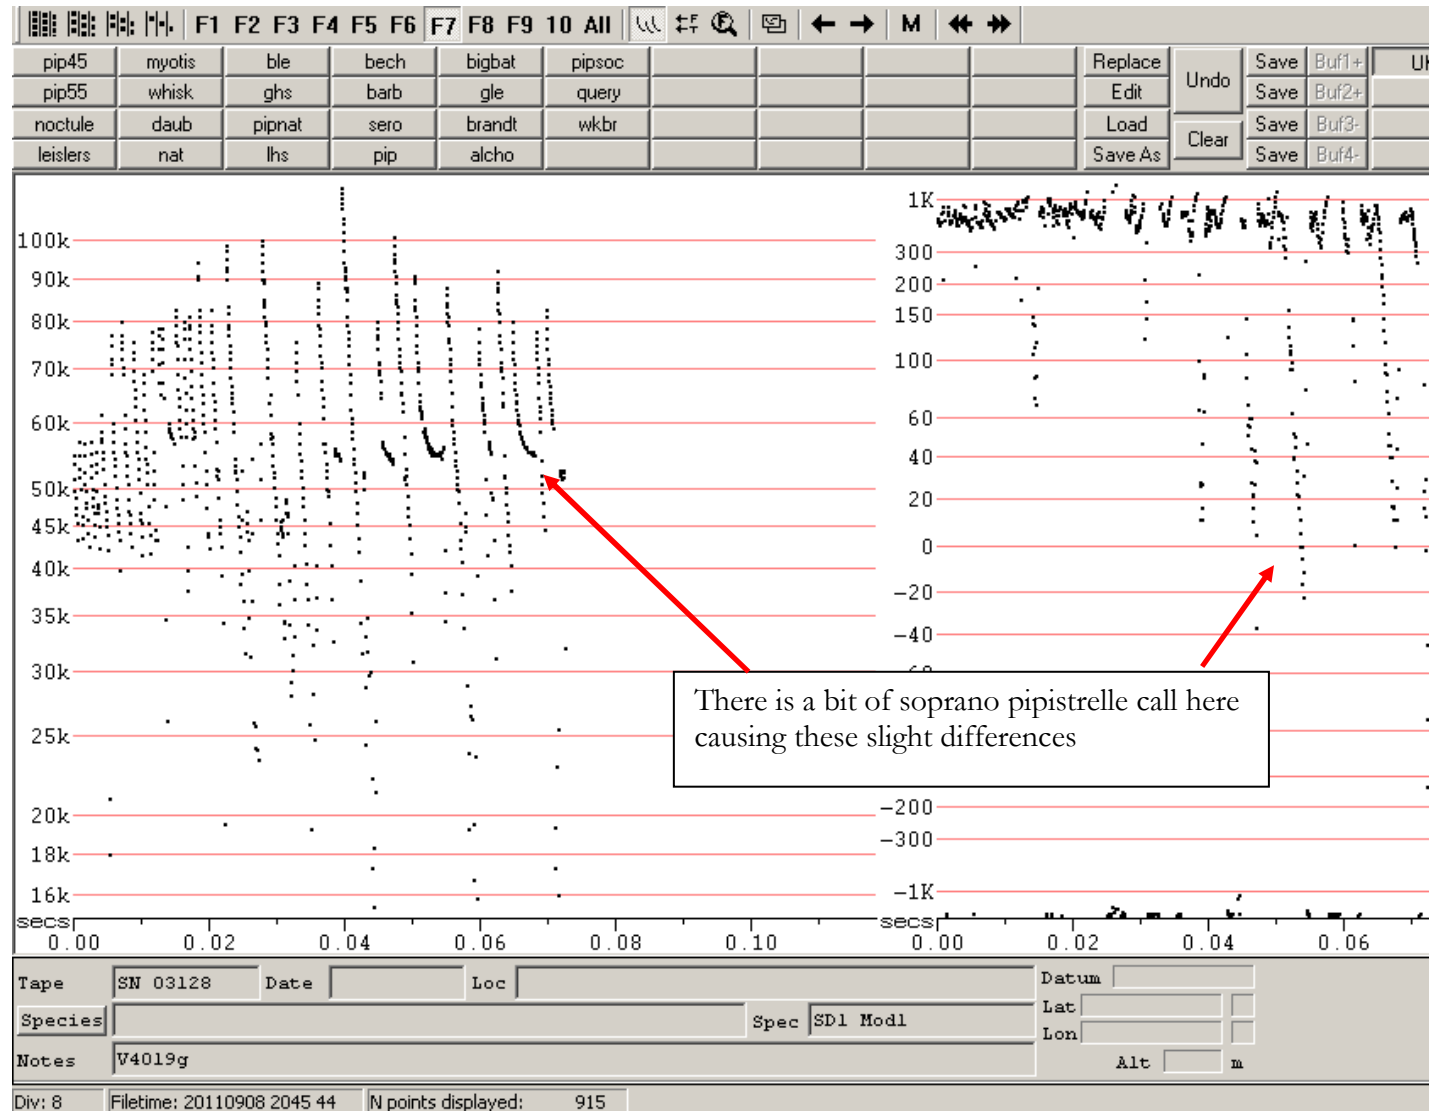 F1 F2 F3 F4 F5 F6 F7 F8 F9 10 All M
pip45 myotis ble bech bigbat pipsoc Replace Undo Save Buf1+
pip55 whisk ghs barb gle query Edit Save Buf2+
noctule daub pipnat sero brandt wkbr Load Clear Save Buf3-
leislers nat lhs pip alcho Save As Save Buf4-
100k
90k
80k
70k
60k
50k
45k
40k
35k
30k
25k
20k
18k
16k
secs
0.00 0.02 0.04 0.06 0.08 0.10
1K
300
200
150
100
60
40
20
0
-20
-40
-200
-300
-1K
secs
0.00 0.02 0.04 0.06
There is a bit of soprano pipistrelle call here
causing these slight differences
Tape SN 03128 Date Loc Datum
Species Spec SD1 Mod1 Lat
Lon
Notes V4019g Alt m
Div: 8 Filetime: 20110908 2045 44 N points displayed: 915